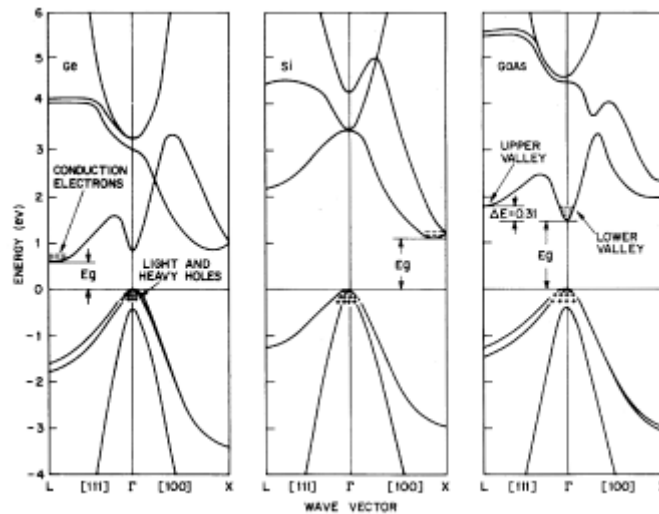 6
5
4
3
2
1
0
-1
-2
-3
-4
ENERGY (eV)
Ge
CONDUCTION
ELECTRONS
Eg
LIGHT AND
HEAVY HOLES
L [111] Γ [100] X
Si
Eg
L [111] Γ [100] X
WAVE VECTOR
GaAs
UPPER
VALLEY
ΔE=0.31
LOWER
VALLEY
Eg
L [111] Γ [100]